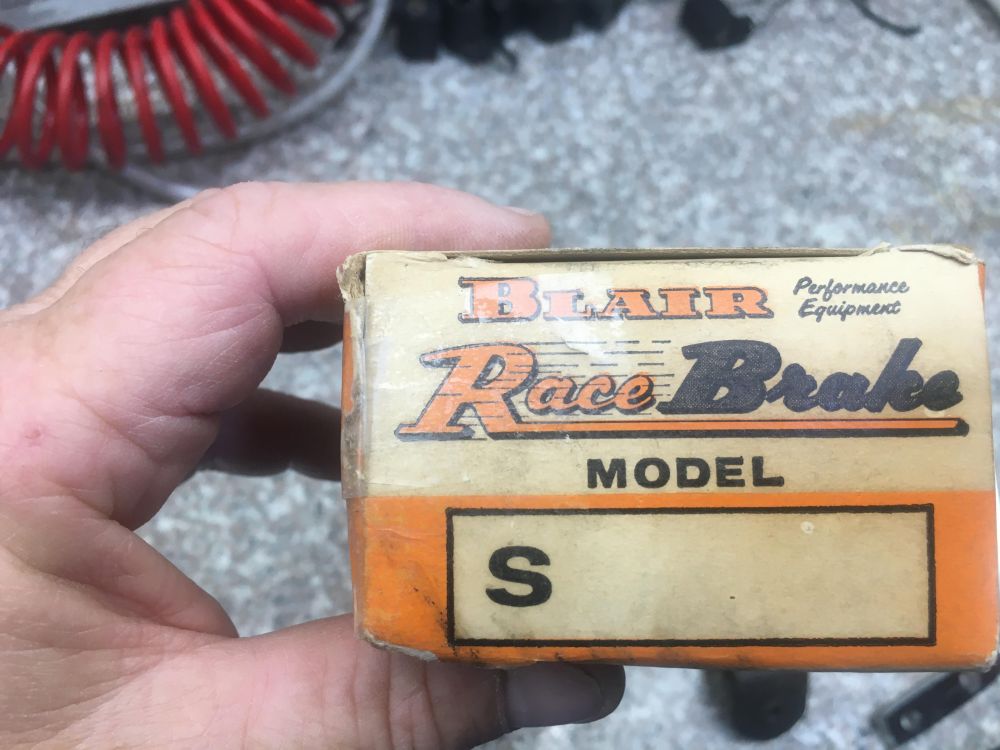 BLAIR Performance Equipment
Race Brake
MODEL
S